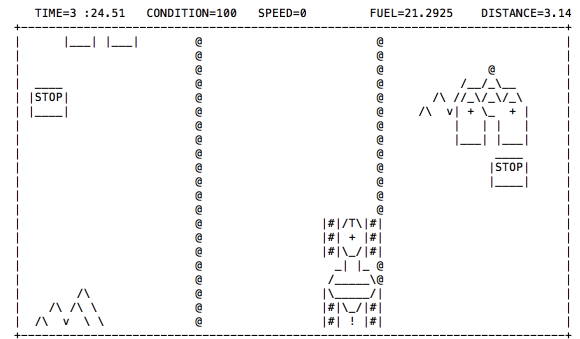 TIME=3 :24.51 CONDITION=100 SPEED=0 FUEL=21.2925 DISTANCE=3.14
STOP
STOP